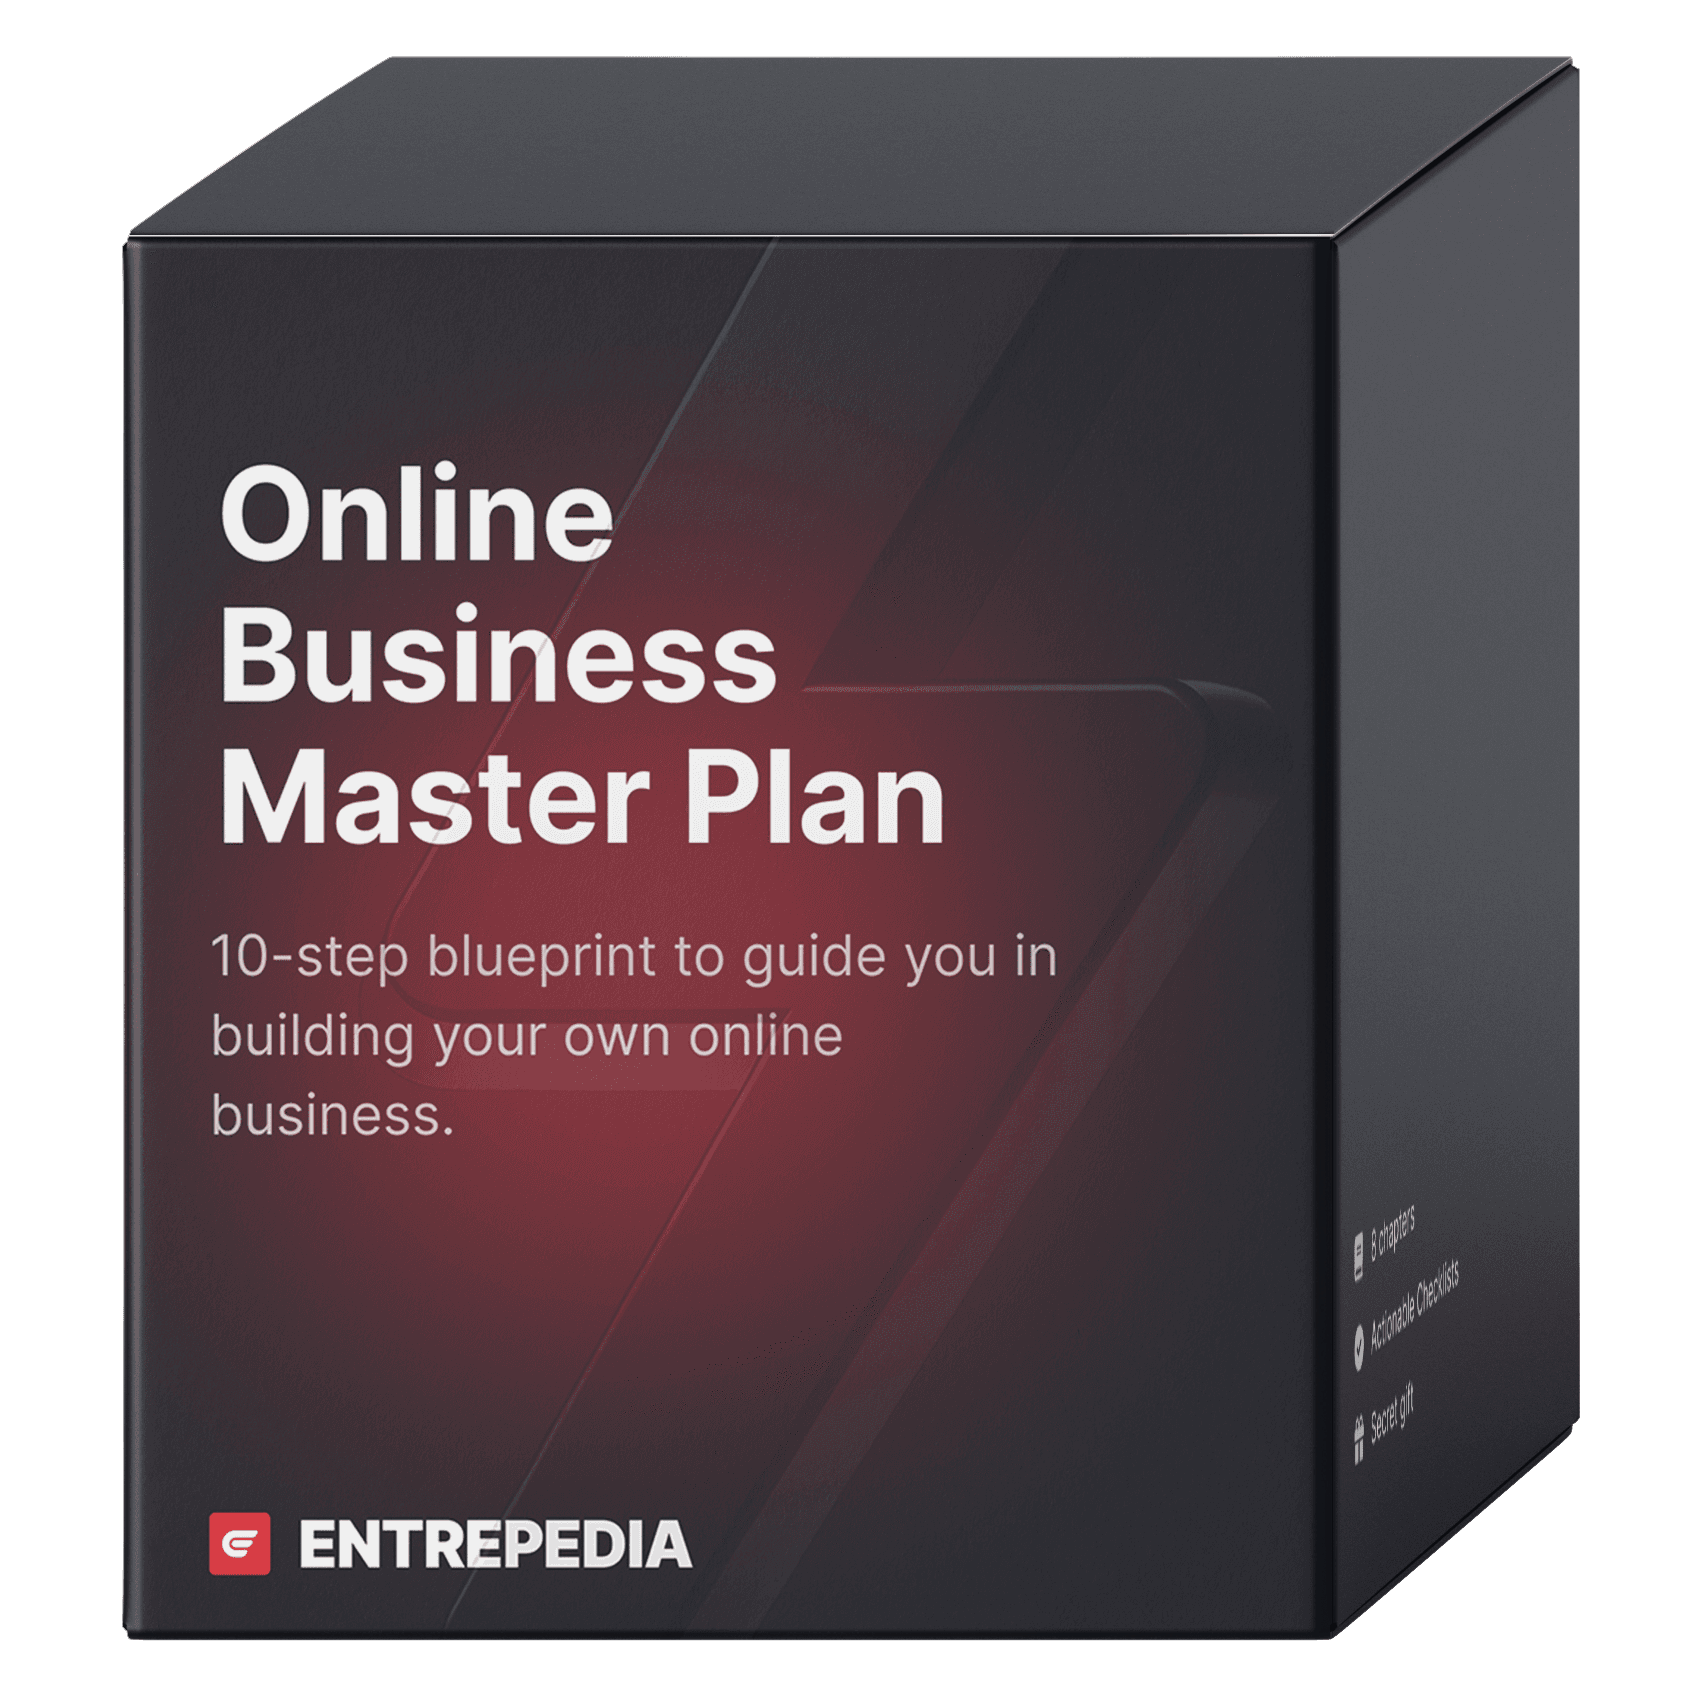 Online
Business
Master Plan
10-step blueprint to guide you in
building your own online
business.
ENTREPEDIA
8 chapters
Actionable Checklists
Secret gift